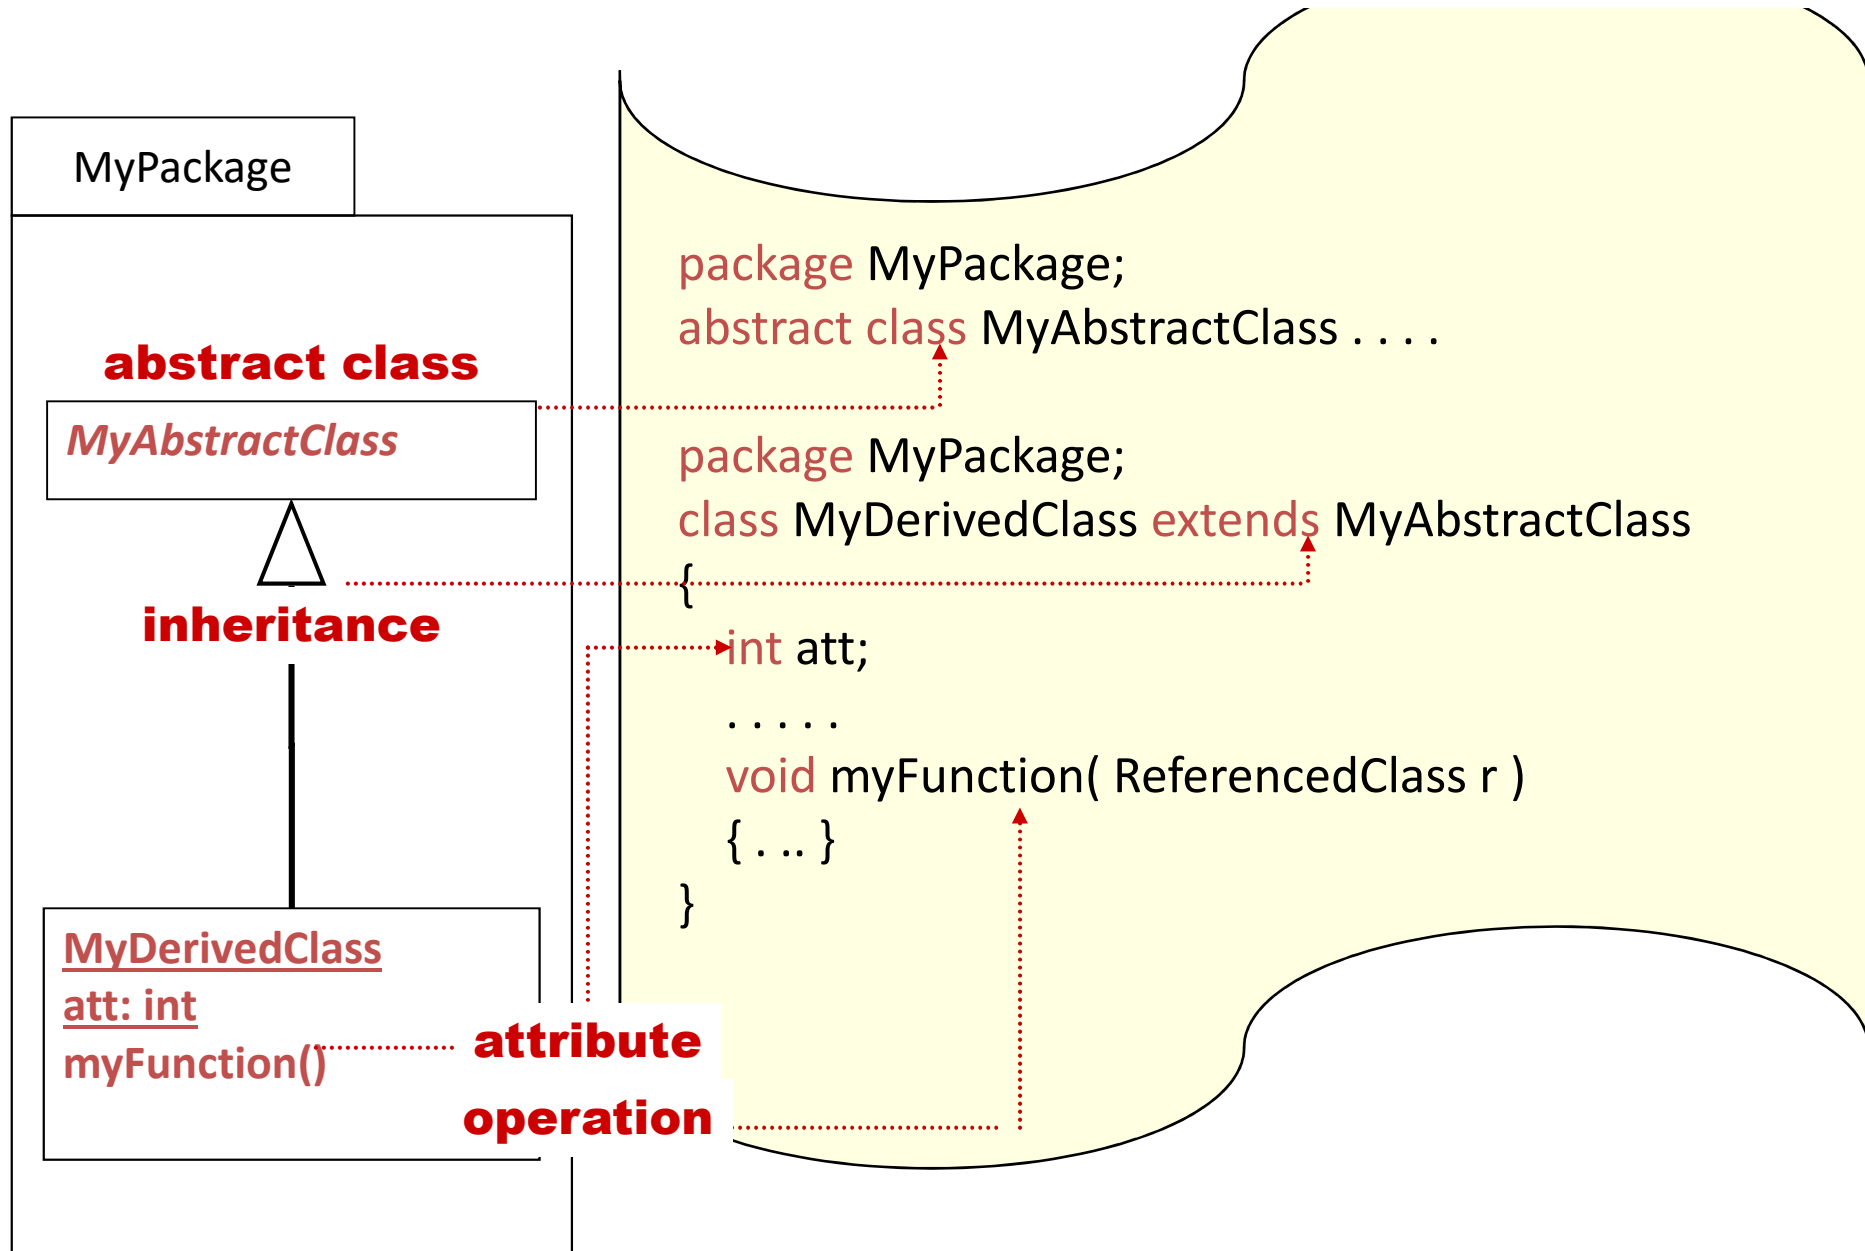 MyPackage
abstract class
MyAbstractClass
inheritance
MyDerivedClass
att: int
myFunction()
attribute
operation
package MyPackage;
abstract class MyAbstractClass . . . .
package MyPackage;
class MyDerivedClass extends MyAbstractClass
{
int att;
. . . . .
void myFunction( ReferencedClass r )
{ . .. }
}